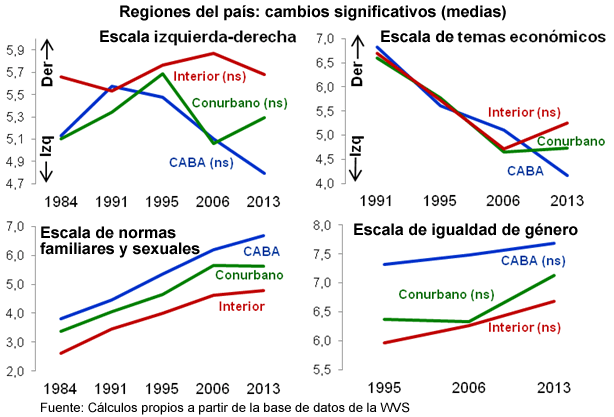 Regiones del país: cambios significativos (medias)
Escala izquierda-derecha
5,9
5,7
5,5
5,3
5,1
4,9
4,7
Der
Izq
Interior (ns)
Conurbano (ns)
CABA (ns)
1984 1991 1995 2006 2013
Escala de temas económicos
7,0
6,5
6,0
5,5
5,0
4,5
4,0
Der
Izq
Interior (ns)
Conurbano
CABA
1991 1995 2006 2013
Escala de normas
familiares y sexuales
7,0
6,0
5,0
4,0
3,0
2,0
CABA
Conurbano
Interior
1984 1991 1995 2006 2013
Escala de igualdad de género
8,0
7,5
7,0
6,5
6,0
5,5
5,0
CABA (ns)
Conurbano (ns)
Interior (ns)
1995 2006 2013
Fuente: Cálculos propios a partir de la base de datos de la WVS